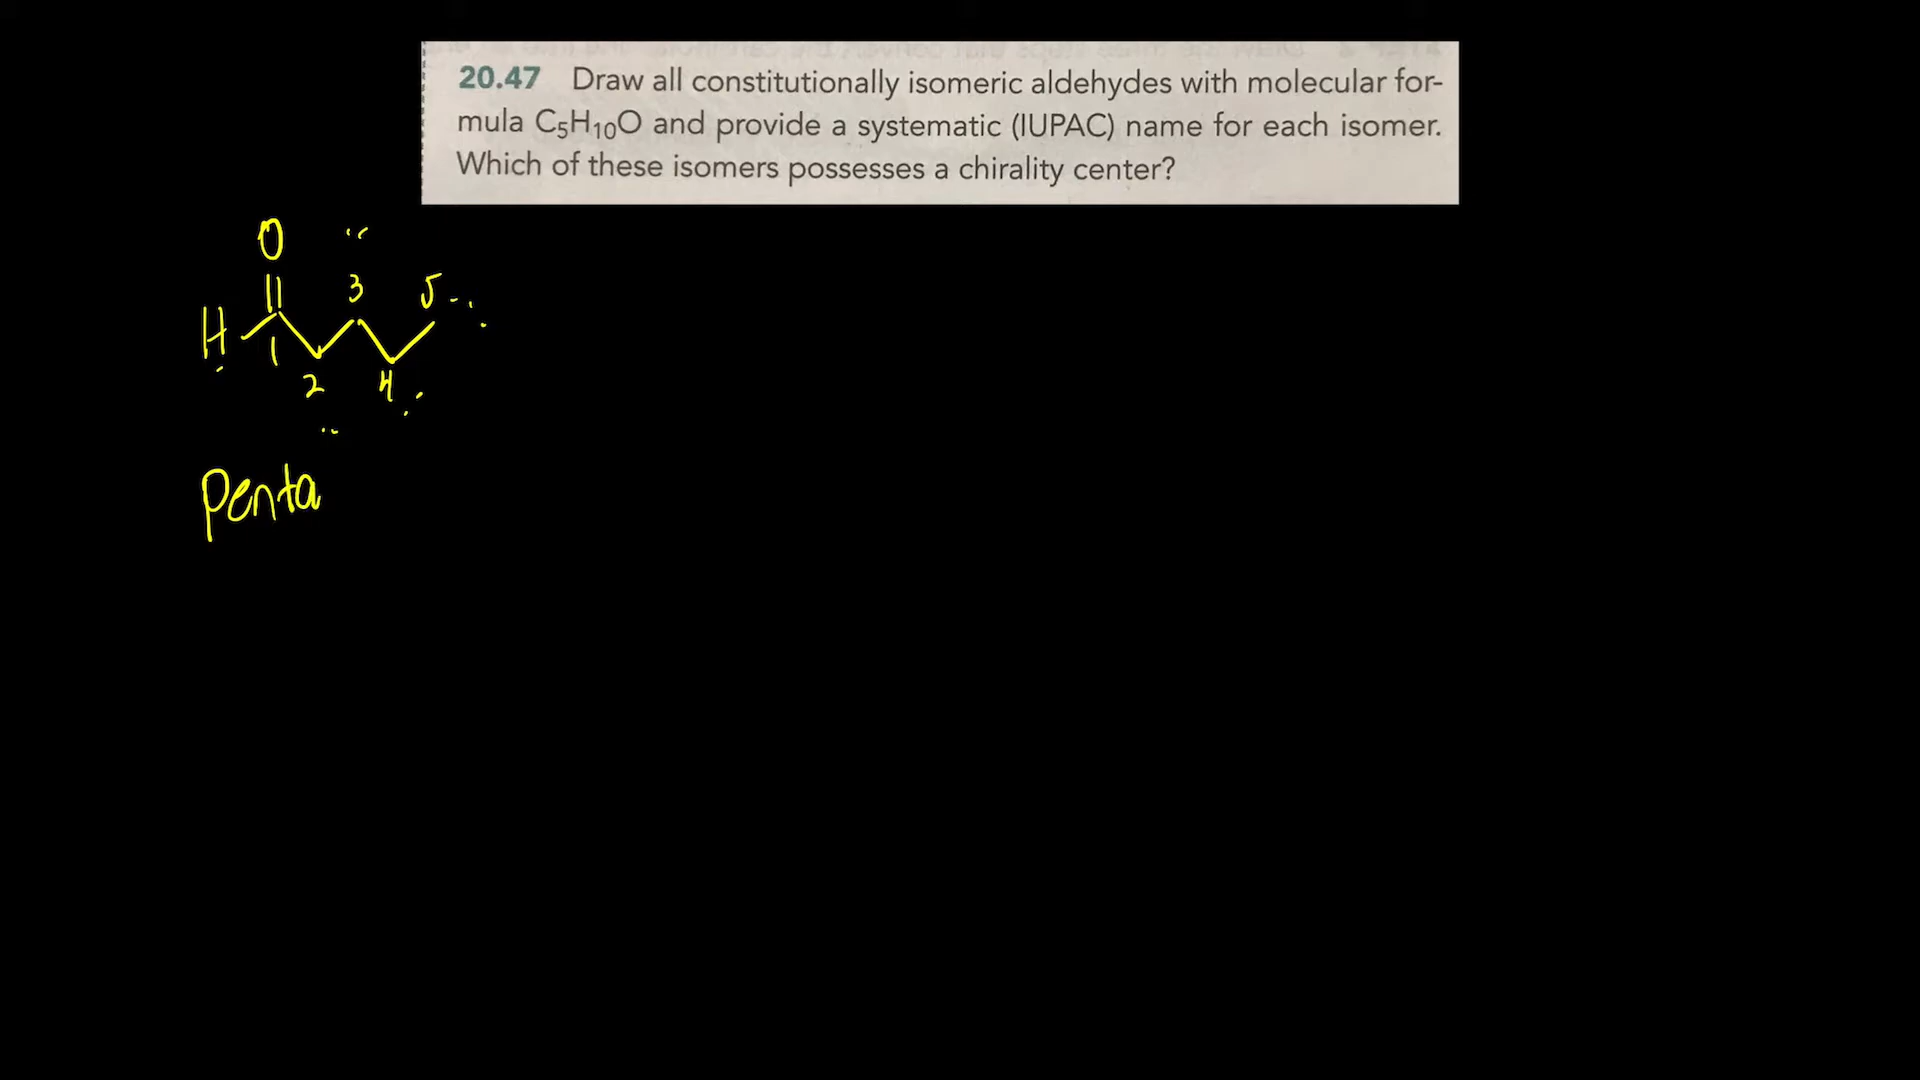 20.47 Draw all constitutionally isomeric aldehydes with molecular for-
mula C₅H₁₀O and provide a systematic (IUPAC) name for each isomer.
Which of these isomers possesses a chirality center?
O
3 5
H 1
2 4
Penta